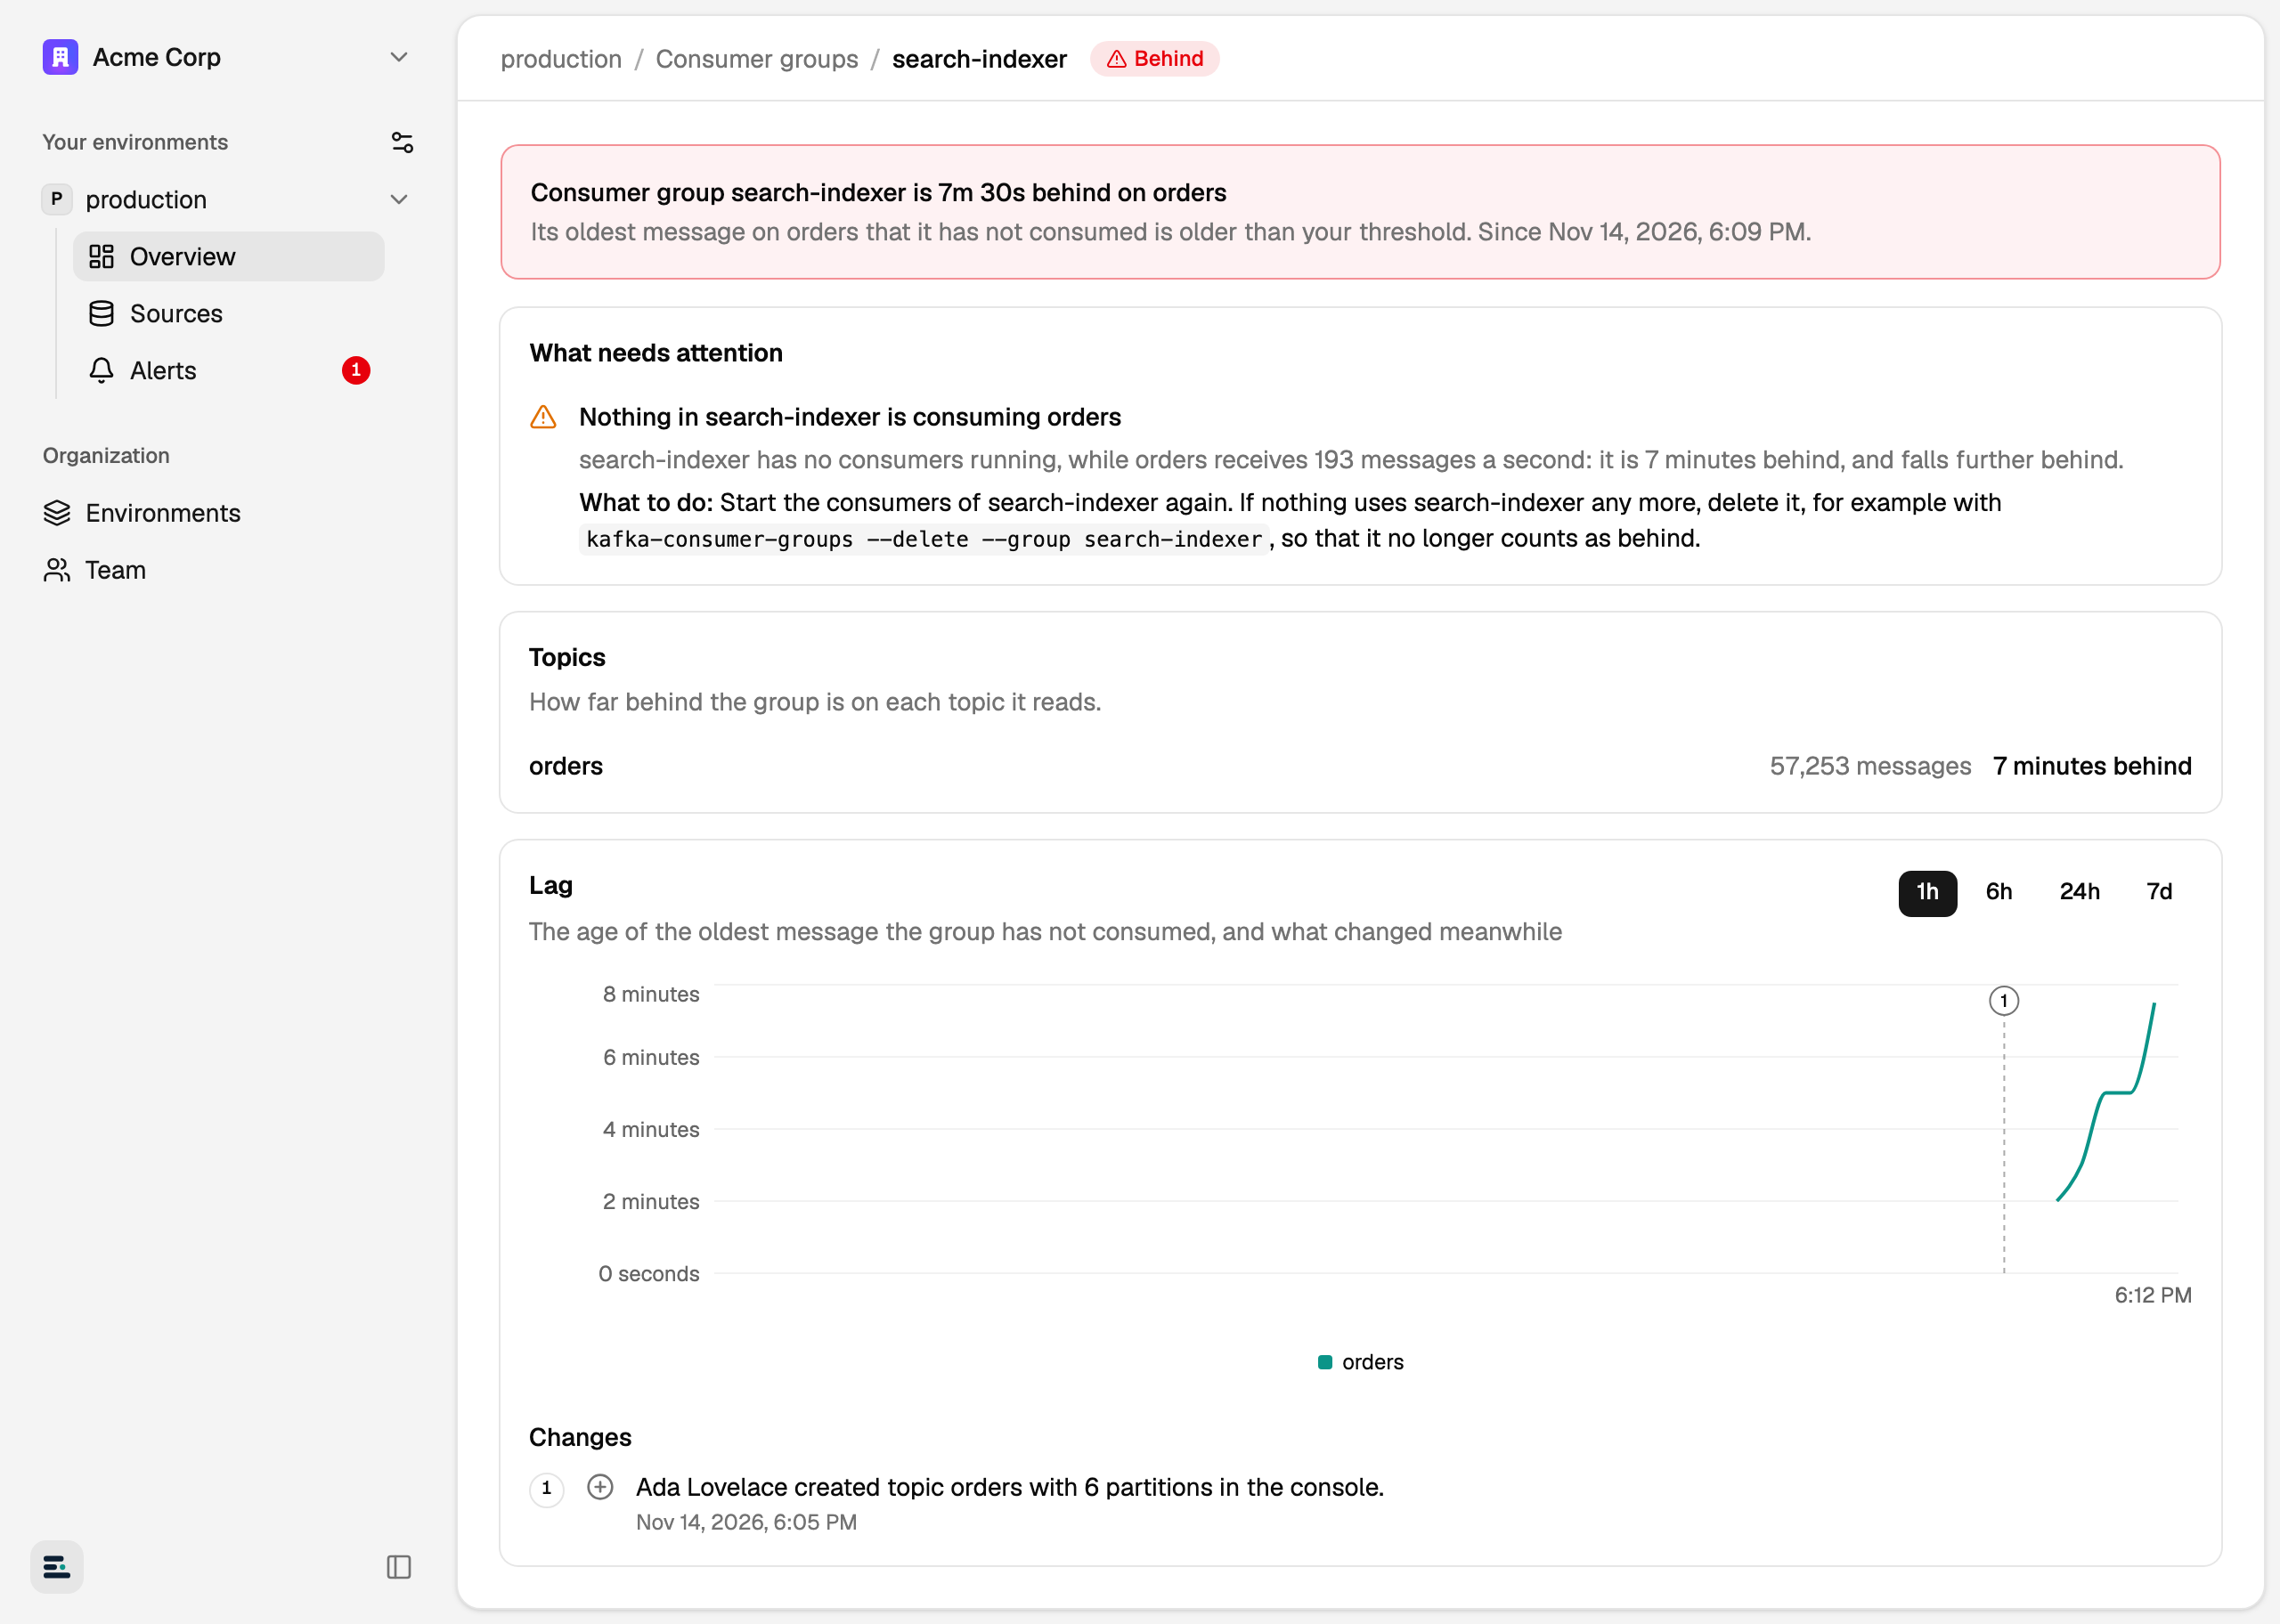 Acme Corp
Your environments
P production
Overview
Sources
Alerts 1
Organization
Environments
Team
production / Consumer groups / search-indexer Behind
Consumer group search-indexer is 7m 30s behind on orders
Its oldest message on orders that it has not consumed is older than your threshold. Since Nov 14, 2026, 6:09 PM.
What needs attention
Nothing in search-indexer is consuming orders
search-indexer has no consumers running, while orders receives 193 messages a second: it is 7 minutes behind, and falls further behind.
What to do: Start the consumers of search-indexer again. If nothing uses search-indexer any more, delete it, for example with
kafka-consumer-groups --delete --group search-indexer, so that it no longer counts as behind.
Topics
How far behind the group is on each topic it reads.
orders 57,253 messages 7 minutes behind
Lag
1h 6h 24h 7d
The age of the oldest message the group has not consumed, and what changed meanwhile
8 minutes
1
6 minutes
4 minutes
2 minutes
0 seconds
6:12 PM
orders
Changes
1 Ada Lovelace created topic orders with 6 partitions in the console.
Nov 14, 2026, 6:05 PM